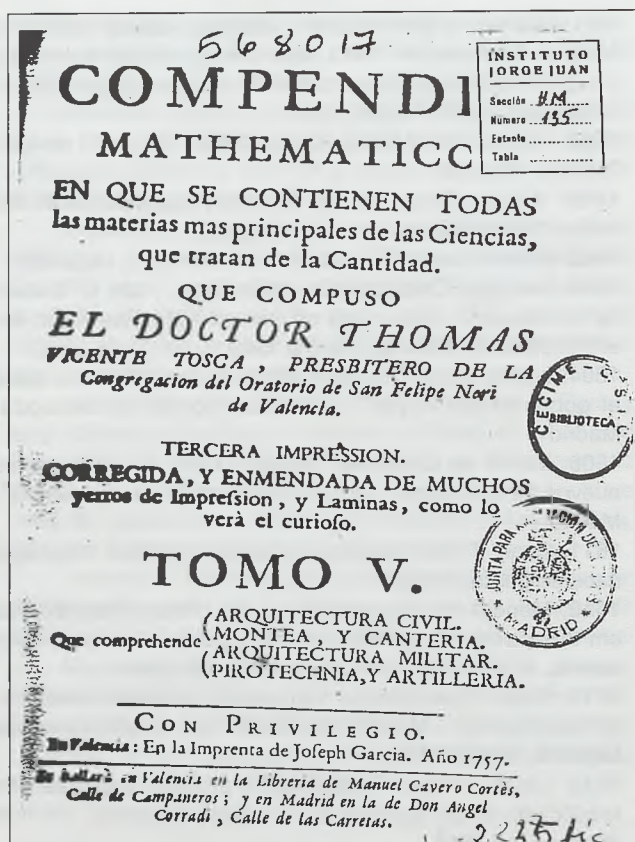 568017
INSTITUTO
JORGE JUAN
Sección HM
Número 135
Estante
Tabla
COMPENDI
MATHEMATICO
EN QUE SE CONTIENEN TODAS
las materias mas principales de las Ciencias,
que tratan de la Cantidad.
QUE COMPUSO
EL DOCTOR THOMAS
VICENTE TOSCA, PRESBITERO DE LA
Congregacion del Oratorio de San Felipe Neri
de Valencia.
CECIME - CSIC
BIBLIOTECA
TERCERA IMPRESSION.
CORREGIDA, Y ENMENDADA DE MUCHOS
yerros de Impreſsion, y Laminas, como lo
verà el curioſo.
JUNTA PARA
MADRID
TOMO V.
Que comprehende
ARQUITECTURA CIVIL.
MONTEA, Y CANTERIA.
ARQUITECTURA MILITAR.
PIROTECHNIA, Y ARTILLERIA.
CON PRIVILEGIO.
En Valencia: En la Imprenta de Joſeph Garcia. Año 1757.
Se hallarà en Valencia en la Libreria de Manuel Cavero Cortès,
Calle de Campaneros; y en Madrid en la de Don Angel
Corradi, Calle de las Carretas.